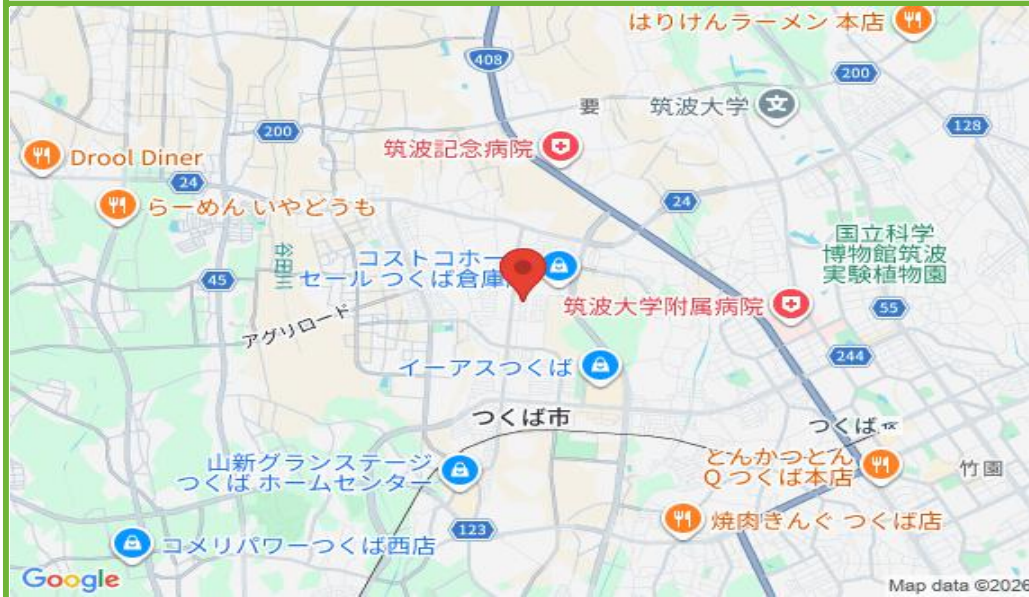 はりけんラーメン 本店
408
200
要
筑波大学
128
200
筑波記念病院
Drool Diner
24
らーめん いやどうも
24
国立科学
博物館筑波
実験植物園
谷田川
コストコホー
セール つくば倉庫
45
筑波大学附属病院
55
アグリロード
244
イーアスつくば
つくば市
つくば
山新グランステージ
つくば ホームセンター
とんかつとん
Q つくば本店
竹園
123
焼肉きんぐ つくば店
コメリパワーつくば西店
Google
Map data ©2026